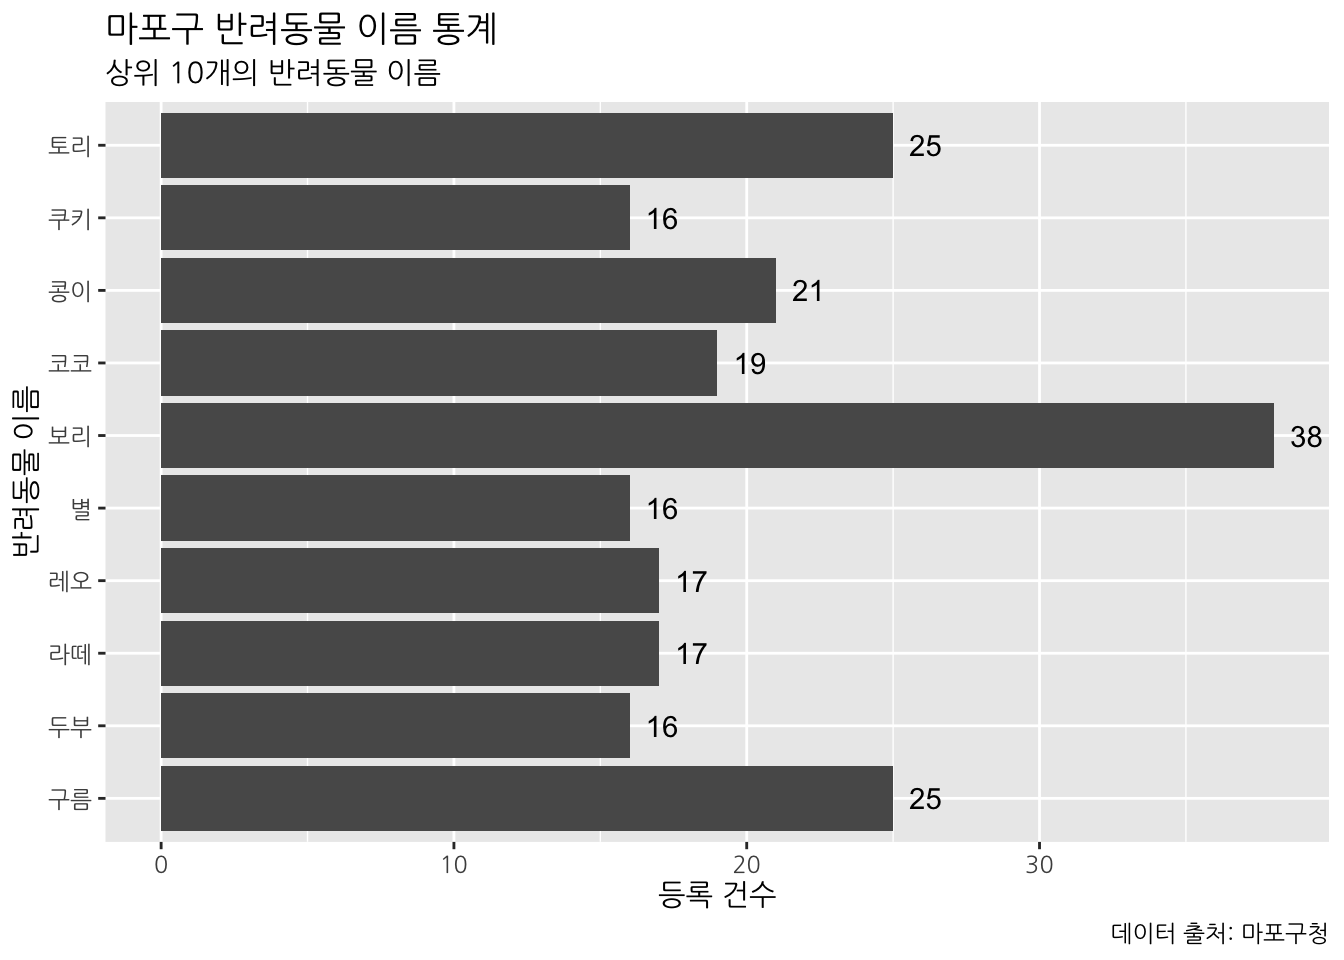 마포구 반려동물 이름 통계
상위 10개의 반려동물 이름
토리 25
쿠키 16
콩이 21
코코 19
보리 38
별 16
레오 17
라떼 17
두부 16
구름 25
반려동물 이름
0 10 20 30
등록 건수
데이터 출처: 마포구청